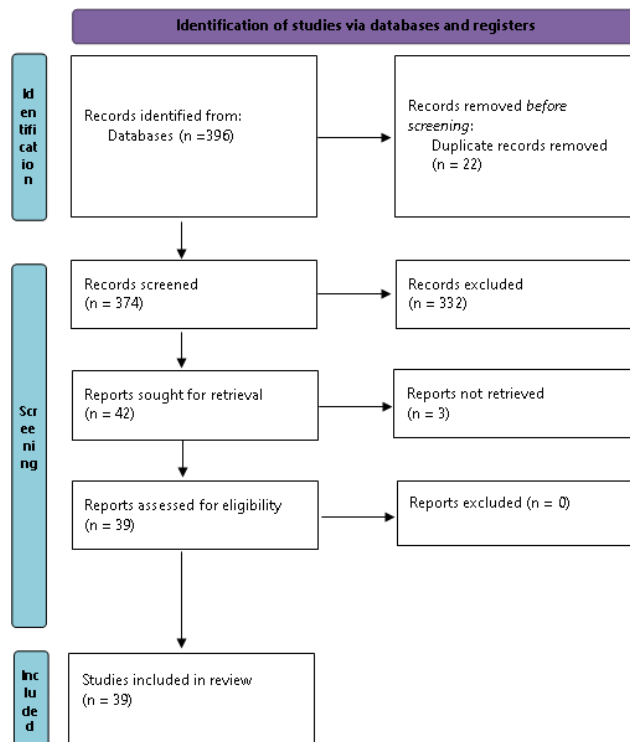 Identification of studies via databases and registers
Id
en
tifi
cat
io
n
Records identified from:
Databases (n =396)
Records removed before
screening:
Duplicate records removed
(n = 22)
Scr
ee
ni
ng
Records screened
(n = 374)
Records excluded
(n = 332)
Reports sought for retrieval
(n = 42)
Reports not retrieved
(n = 3)
Reports assessed for eligibility
(n = 39)
Reports excluded (n = 0)
Inc
lu
de
d
Studies included in review
(n = 39)